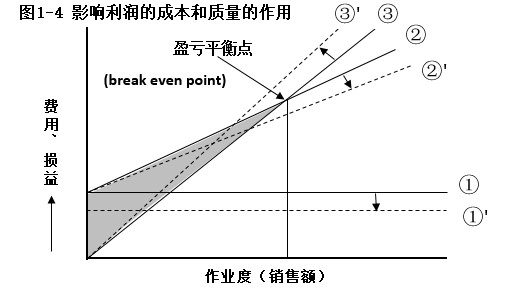 图1-4 影响利润的成本和质量的作用
③'
③
②
盈亏平衡点
(break even point)
②'
费用、损益
①
①'
作业度（销售额）